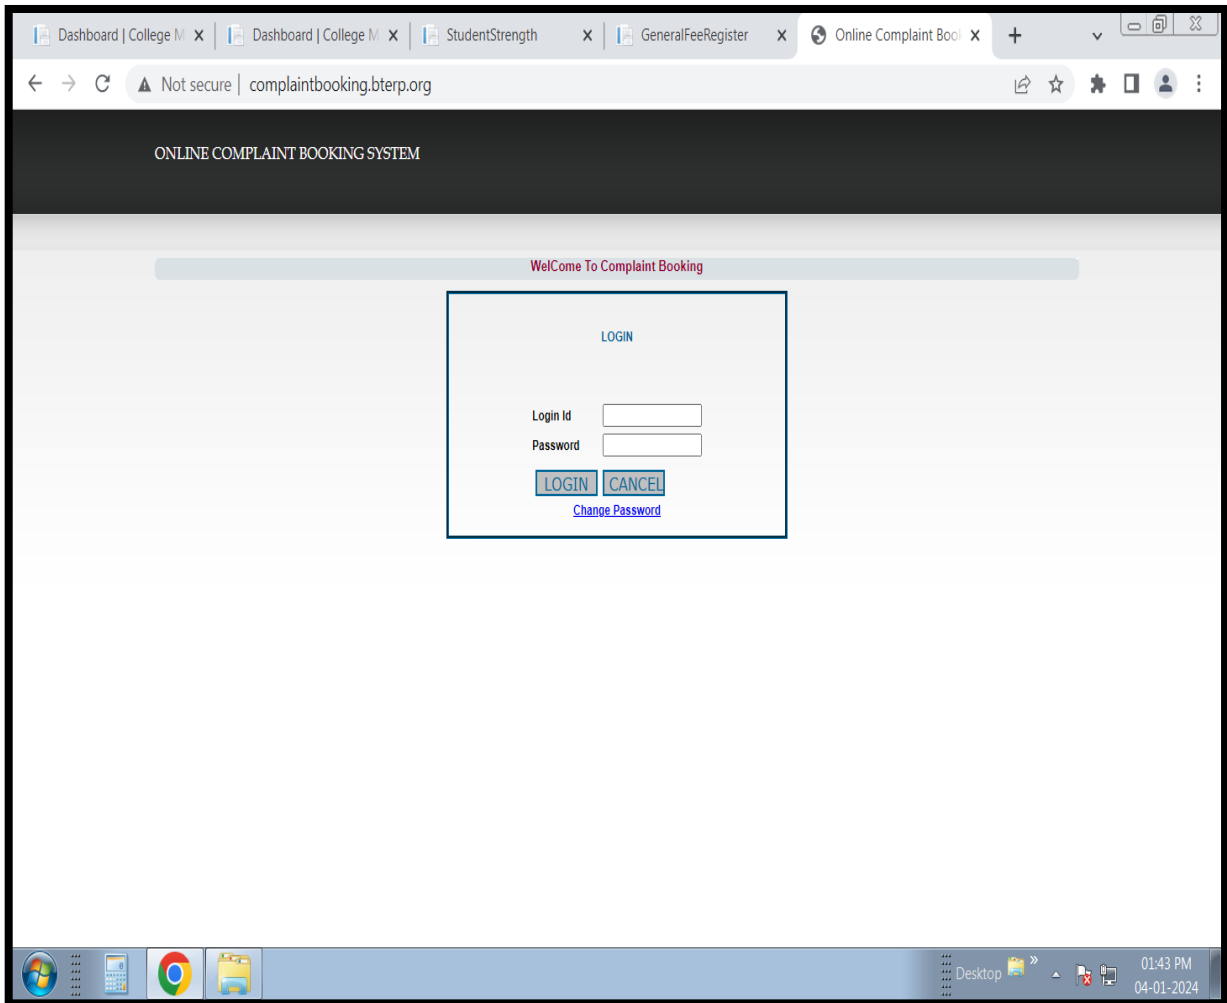 Dashboard | College M
Dashboard | College M
StudentStrength
GeneralFeeRegister
Online Complaint Boo
Not secure | complaintbooking.bterp.org
ONLINE COMPLAINT BOOKING SYSTEM
WelCome To Complaint Booking
LOGIN
Login Id
Password
LOGIN CANCEL
Change Password
Desktop »
01:43 PM
04-01-2024